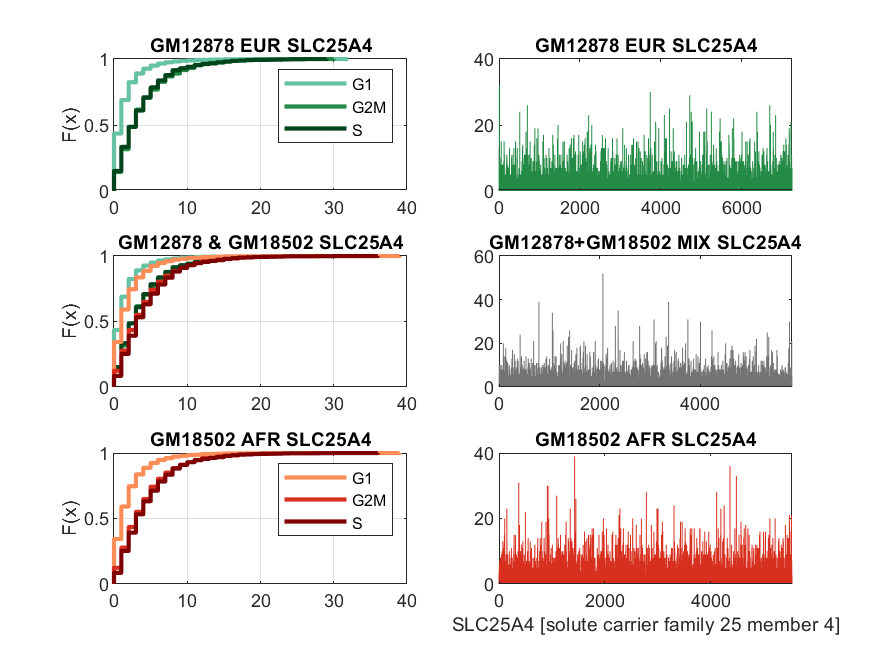 GM12878 EUR SLC25A4
1
0.5
0
F(x)
0 10 20 30 40
G1
G2M
S
GM12878 EUR SLC25A4
40
20
0
0 2000 4000 6000
GM12878 & GM18502 SLC25A4
1
0.5
0
F(x)
0 10 20 30 40
GM12878+GM18502 MIX SLC25A4
60
40
20
0
0 2000 4000
GM18502 AFR SLC25A4
1
0.5
0
F(x)
0 10 20 30 40
G1
G2M
S
GM18502 AFR SLC25A4
40
20
0
0 2000 4000
SLC25A4 [solute carrier family 25 member 4]